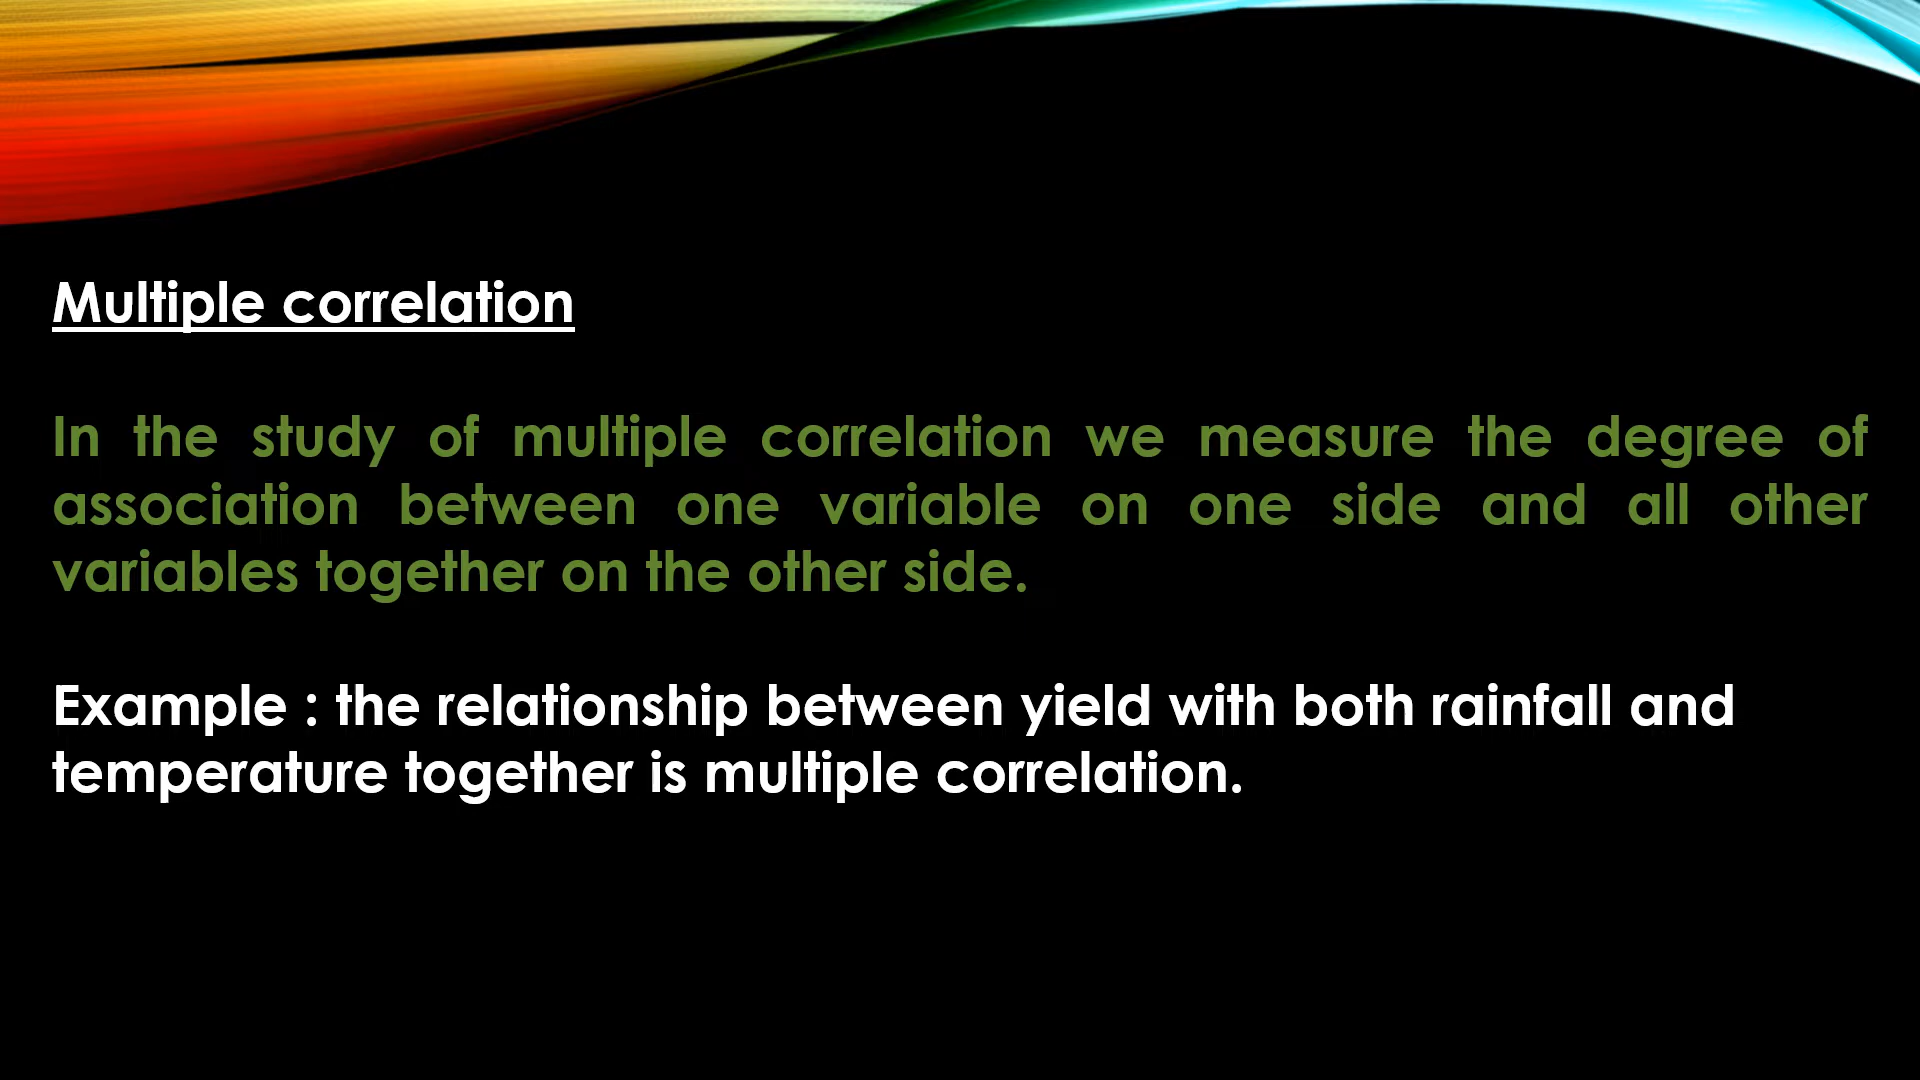 Multiple correlation
In the study of multiple correlation we measure the degree of
association between one variable on one side and all other
variables together on the other side.
Example : the relationship between yield with both rainfall and
temperature together is multiple correlation.